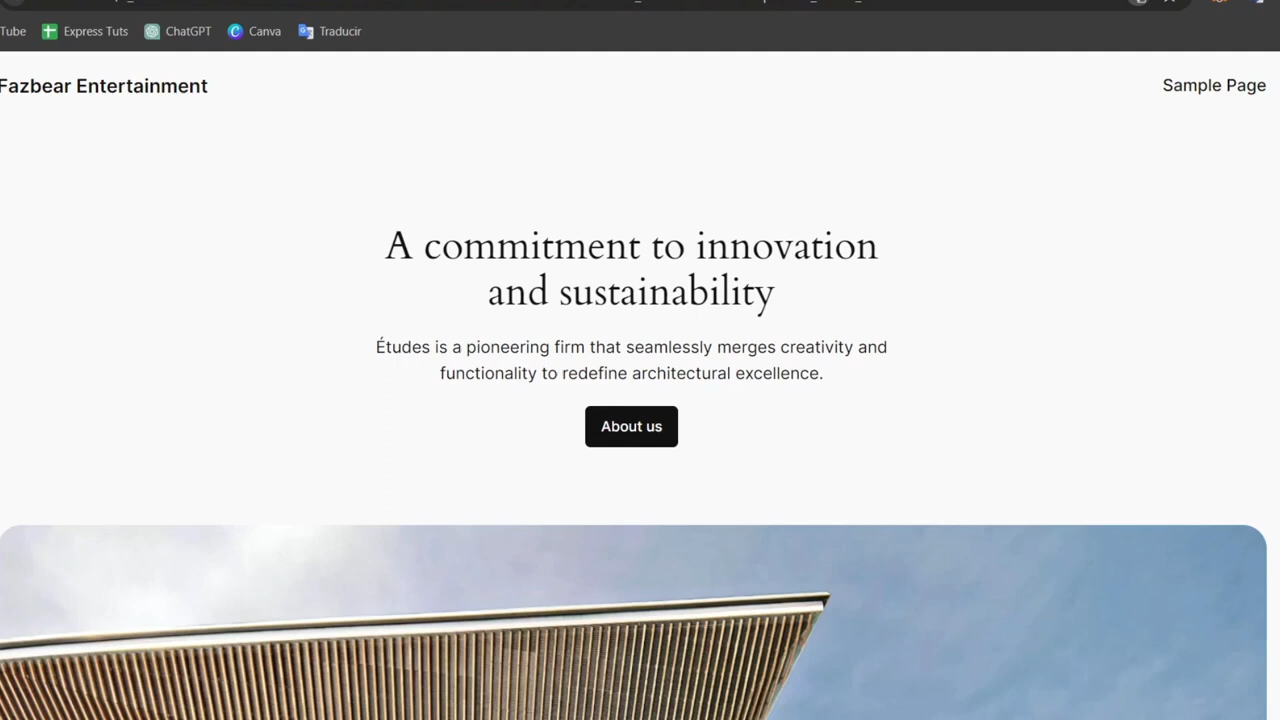 Tube Express Tuts ChatGPT Canva Traducir
Fazbear Entertainment
Sample Page
A commitment to innovation
and sustainability
Études is a pioneering firm that seamlessly merges creativity and
functionality to redefine architectural excellence.
About us